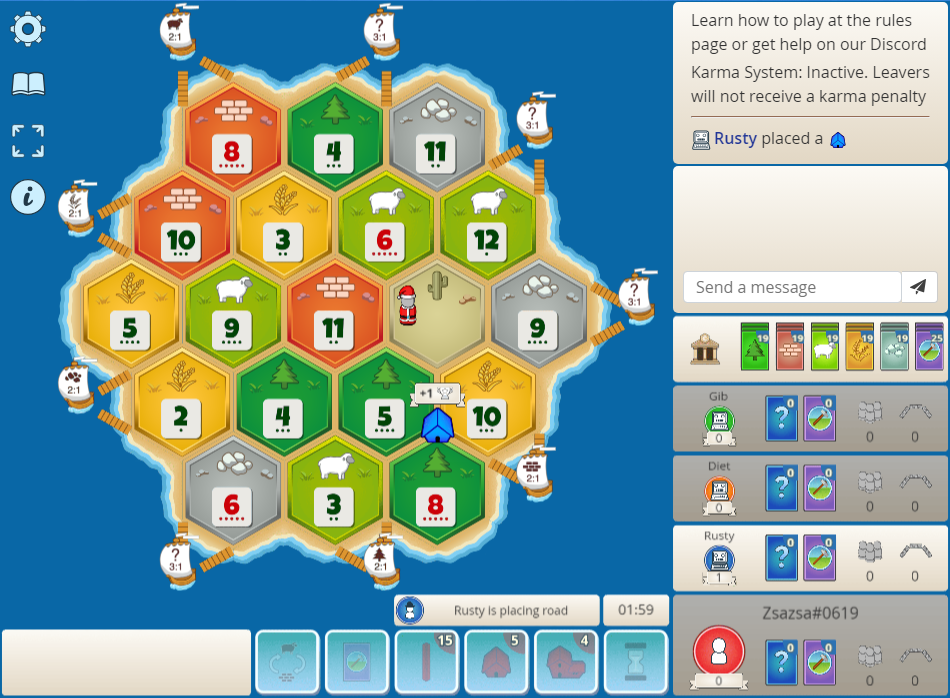 Learn how to play at the rules
page or get help on our Discord
Karma System: Inactive. Leavers
will not receive a karma penalty
Rusty placed a
Send a message
19 19 19 19 19 25
Gib
0 0 0 0 0
Diet
0 0 0 0 0
Rusty
1 0 0 0 0
Zsazsa#0619
0 0 0 0 0
2:1
?
3:1
?
3:1
8 4 11
2:1
10 3 6 12
?
3:1
5 9 11 9
2:1
+1
2 4 5 10
2:1
6 3 8
?
3:1
2:1
Rusty is placing road
01:59
15 5 4
i